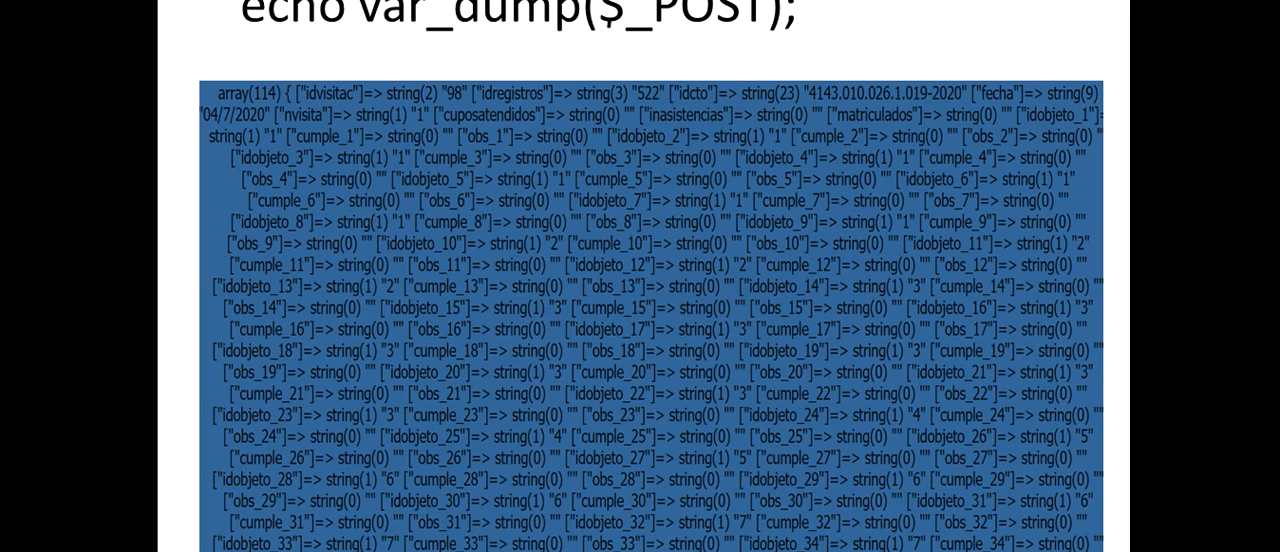 echo var_dump($_POST);
array(114) { ["idvisitac"]=> string(2) "98" ["idregistros"]=> string(3) "522" ["idcto"]=> string(23) "4143.010.026.1.019-2020" ["fecha"]=> string(9)
"04/7/2020" ["nvisita"]=> string(1) "1" ["cuposatendidos"]=> string(0) "" ["inasistencias"]=> string(0) "" ["matriculados"]=> string(0) "" ["idobjeto_1"]=
string(1) "1" ["cumple_1"]=> string(0) "" ["obs_1"]=> string(0) "" ["idobjeto_2"]=> string(1) "1" ["cumple_2"]=> string(0) "" ["obs_2"]=> string(0) "
["idobjeto_3"]=> string(1) "1" ["cumple_3"]=> string(0) "" ["obs_3"]=> string(0) "" ["idobjeto_4"]=> string(1) "1" ["cumple_4"]=> string(0) ""
["obs_4"]=> string(0) "" ["idobjeto_5"]=> string(1) "1" ["cumple_5"]=> string(0) "" ["obs_5"]=> string(0) "" ["idobjeto_6"]=> string(1) "1"
["cumple_6"]=> string(0) "" ["obs_6"]=> string(0) "" ["idobjeto_7"]=> string(1) "1" ["cumple_7"]=> string(0) "" ["obs_7"]=> string(0) ""
["idobjeto_8"]=> string(1) "1" ["cumple_8"]=> string(0) "" ["obs_8"]=> string(0) "" ["idobjeto_9"]=> string(1) "1" ["cumple_9"]=> string(0) ""
["obs_9"]=> string(0) "" ["idobjeto_10"]=> string(1) "2" ["cumple_10"]=> string(0) "" ["obs_10"]=> string(0) "" ["idobjeto_11"]=> string(1) "2"
["cumple_11"]=> string(0) "" ["obs_11"]=> string(0) "" ["idobjeto_12"]=> string(1) "2" ["cumple_12"]=> string(0) "" ["obs_12"]=> string(0) ""
["idobjeto_13"]=> string(1) "2" ["cumple_13"]=> string(0) "" ["obs_13"]=> string(0) "" ["idobjeto_14"]=> string(1) "3" ["cumple_14"]=> string(0) ""
["obs_14"]=> string(0) "" ["idobjeto_15"]=> string(1) "3" ["cumple_15"]=> string(0) "" ["obs_15"]=> string(0) "" ["idobjeto_16"]=> string(1) "3"
["cumple_16"]=> string(0) "" ["obs_16"]=> string(0) "" ["idobjeto_17"]=> string(1) "3" ["cumple_17"]=> string(0) "" ["obs_17"]=> string(0) ""
["idobjeto_18"]=> string(1) "3" ["cumple_18"]=> string(0) "" ["obs_18"]=> string(0) "" ["idobjeto_19"]=> string(1) "3" ["cumple_19"]=> string(0) ""
["obs_19"]=> string(0) "" ["idobjeto_20"]=> string(1) "3" ["cumple_20"]=> string(0) "" ["obs_20"]=> string(0) "" ["idobjeto_21"]=> string(1) "3"
["cumple_21"]=> string(0) "" ["obs_21"]=> string(0) "" ["idobjeto_22"]=> string(1) "3" ["cumple_22"]=> string(0) "" ["obs_22"]=> string(0) ""
["idobjeto_23"]=> string(1) "3" ["cumple_23"]=> string(0) "" ["obs_23"]=> string(0) "" ["idobjeto_24"]=> string(1) "4" ["cumple_24"]=> string(0) ""
["obs_24"]=> string(0) "" ["idobjeto_25"]=> string(1) "4" ["cumple_25"]=> string(0) "" ["obs_25"]=> string(0) "" ["idobjeto_26"]=> string(1) "5"
["cumple_26"]=> string(0) "" ["obs_26"]=> string(0) "" ["idobjeto_27"]=> string(1) "5" ["cumple_27"]=> string(0) "" ["obs_27"]=> string(0) ""
["idobjeto_28"]=> string(1) "6" ["cumple_28"]=> string(0) "" ["obs_28"]=> string(0) "" ["idobjeto_29"]=> string(1) "6" ["cumple_29"]=> string(0) ""
["obs_29"]=> string(0) "" ["idobjeto_30"]=> string(1) "6" ["cumple_30"]=> string(0) "" ["obs_30"]=> string(0) "" ["idobjeto_31"]=> string(1) "6"
["cumple_31"]=> string(0) "" ["obs_31"]=> string(0) "" ["idobjeto_32"]=> string(1) "7" ["cumple_32"]=> string(0) "" ["obs_32"]=> string(0) ""
["idobjeto_33"]=> string(1) "7" ["cumple_33"]=> string(0) "" ["obs_33"]=> string(0) "" ["idobjeto_34"]=> string(1) "7" ["cumple_34"]=> string(0) ""